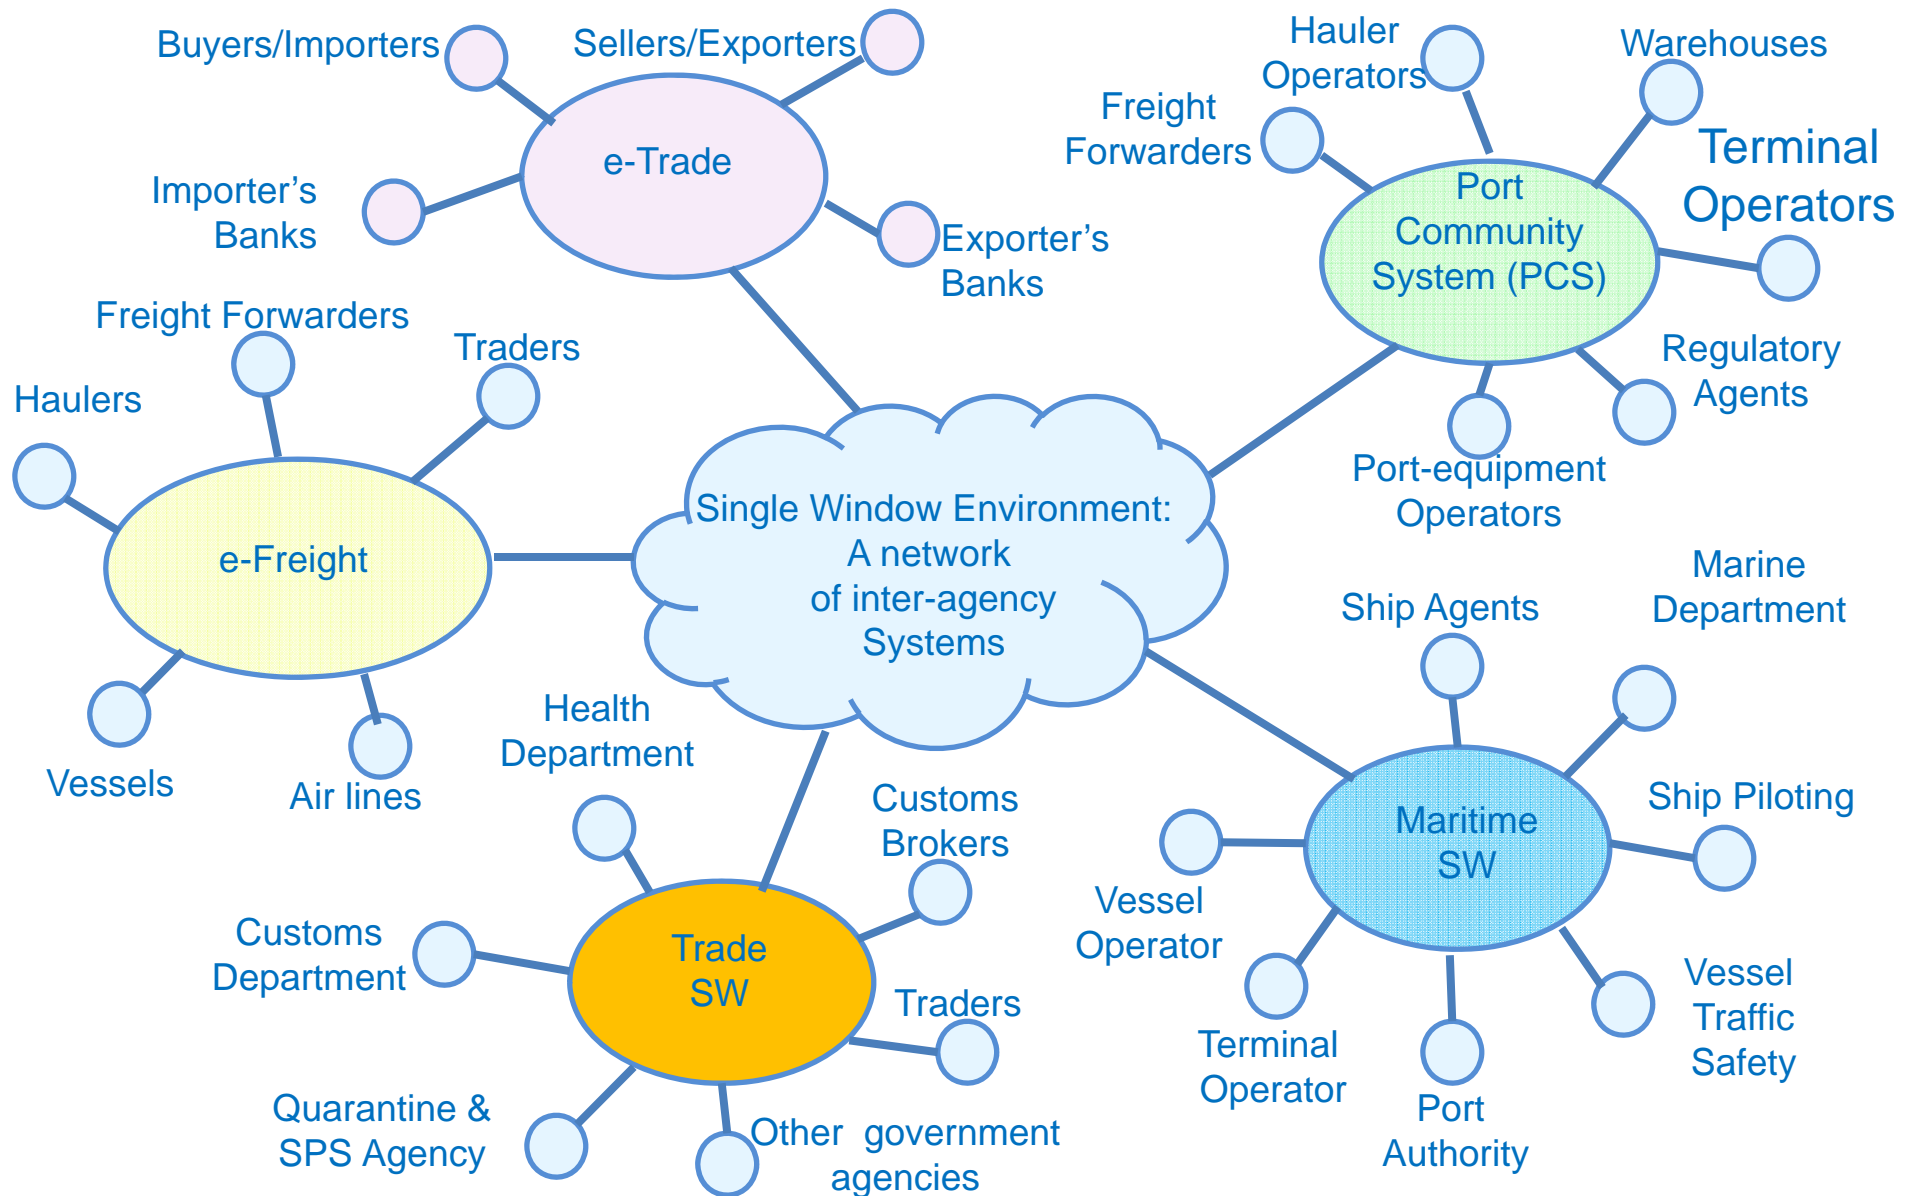 Buyers/Importers
Sellers/Exporters
e-Trade
Importer’s
Banks
Exporter’s
Banks
Hauler
Operators
Warehouses
Freight
Forwarders
Terminal
Operators
Port
Community
System (PCS)
Regulatory
Agents
Port-equipment
Operators
Freight Forwarders
Traders
Haulers
e-Freight
Vessels
Air lines
Single Window Environment:
A network
of inter-agency
Systems
Marine
Department
Ship Agents
Ship Piloting
Maritime
SW
Vessel
Operator
Terminal
Operator
Port
Authority
Vessel
Traffic
Safety
Health
Department
Customs
Brokers
Customs
Department
Trade
SW
Traders
Quarantine &
SPS Agency
Other  government
agencies